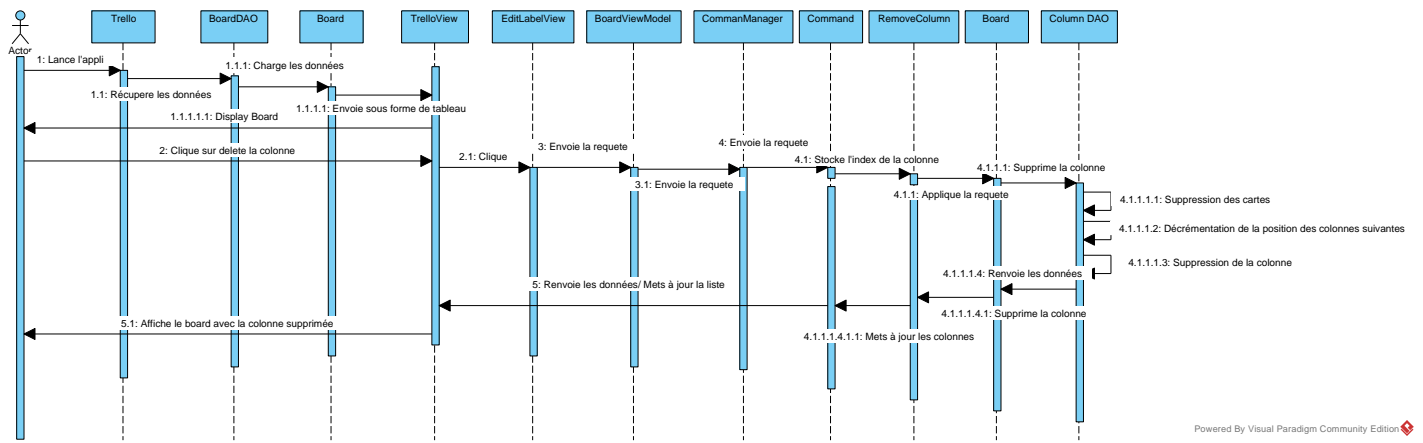 Trello
BoardDAO
Board
TrelloView
EditLabelView
BoardViewModel
CommanManager
Command
RemoveColumn
Board
Column DAO
Actor
1: Lance l'appli
1.1.1: Charge les données
1.1: Récupere les données
1.1.1.1: Envoie sous forme de tableau
1.1.1.1.1: Display Board
2: Clique sur delete la colonne
2.1: Clique
3: Envoie la requete
3.1: Envoie la requete
4: Envoie la requete
4.1: Stocke l'index de la colonne
4.1.1: Applique la requete
4.1.1.1: Supprime la colonne
4.1.1.1.1: Suppression des cartes
4.1.1.1.2: Décrémentation de la position des colonnes suivantes
4.1.1.1.3: Suppression de la colonne
4.1.1.1.4: Renvoie les données
5: Renvoie les données/ Mets à jour la liste
4.1.1.1.4.1: Supprime la colonne
5.1: Affiche le board avec la colonne supprimée
4.1.1.1.4.1.1: Mets à jour les colonnes
Powered By Visual Paradigm Community Edition